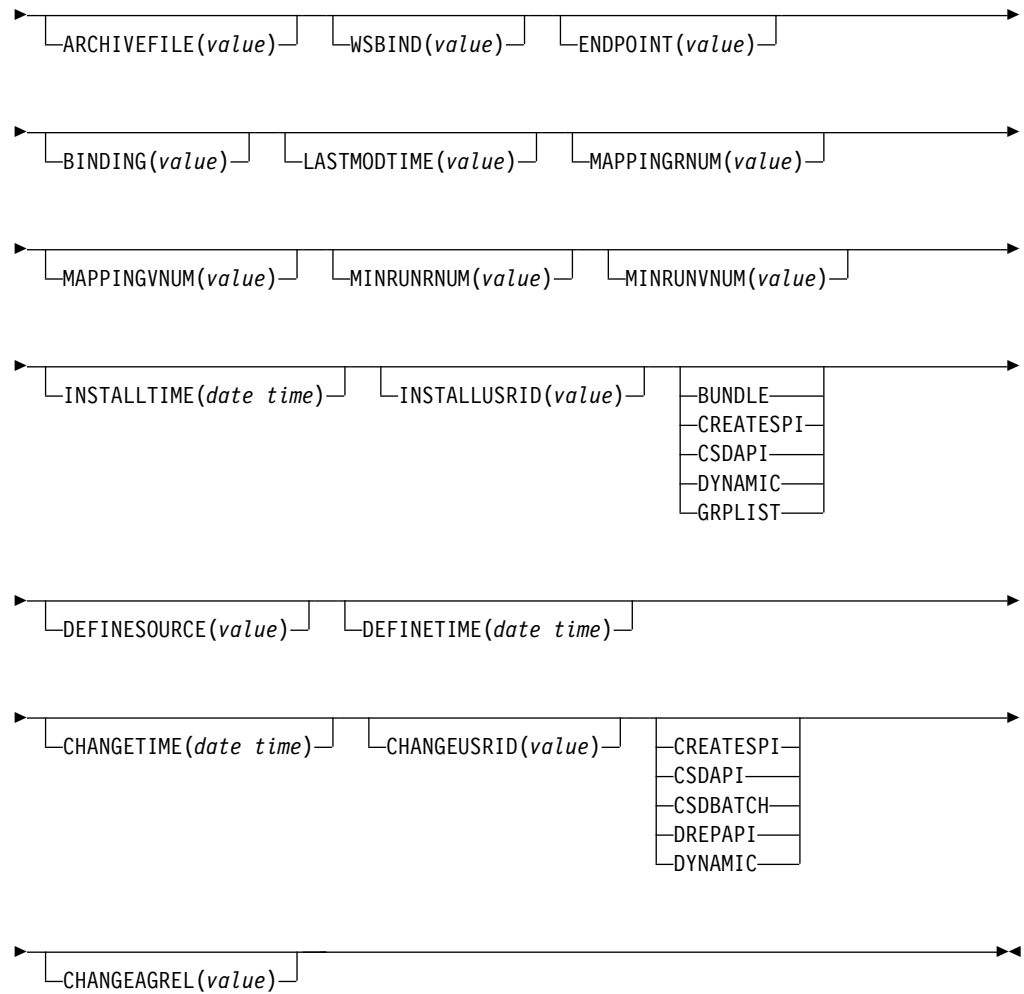 ARCHIVEFILE(value) WSBIND(value) ENDPOINT(value)
BINDING(value) LASTMODTIME(value) MAPPINGRNUM(value)
MAPPINGVNUM(value) MINRUNRNUM(value) MINRUNVNUM(value)
INSTALLTIME(date time) INSTALLUSRID(value) BUNDLE
CREATESPI
CSDAPI
DYNAMIC
GRPLIST
DEFINESOURCE(value) DEFINETIME(date time)
CHANGETIME(date time) CHANGEUSRID(value) CREATESPI
CSDAPI
CSDBATCH
DREPAPI
DYNAMIC
CHANGEAGREL(value)